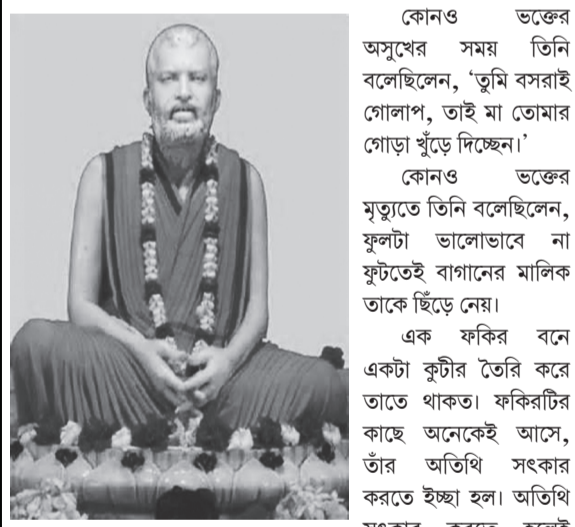 কোনও ভক্তের
অসুখের সময় তিনি
বলেছিলেন, ‘তুমি বসরাই
গোলাপ, তাই মা তোমার
গোড়া খুঁড়ে দিচ্ছেন।’
কোনও ভক্তের
মৃত্যুতে তিনি বলেছিলেন,
ফুলটা ভালোভাবে না
ফুটতেই বাগানের মালিক
তাকে ছিঁড়ে নেয়।
এক ফকির বনে
একটা কুটীর তৈরি করে
তাতে থাকত। ফকিরটির
কাছে অনেকেই আসে,
তাঁর অতিথি সৎকার
করতে ইচ্ছা হল। অতিথি